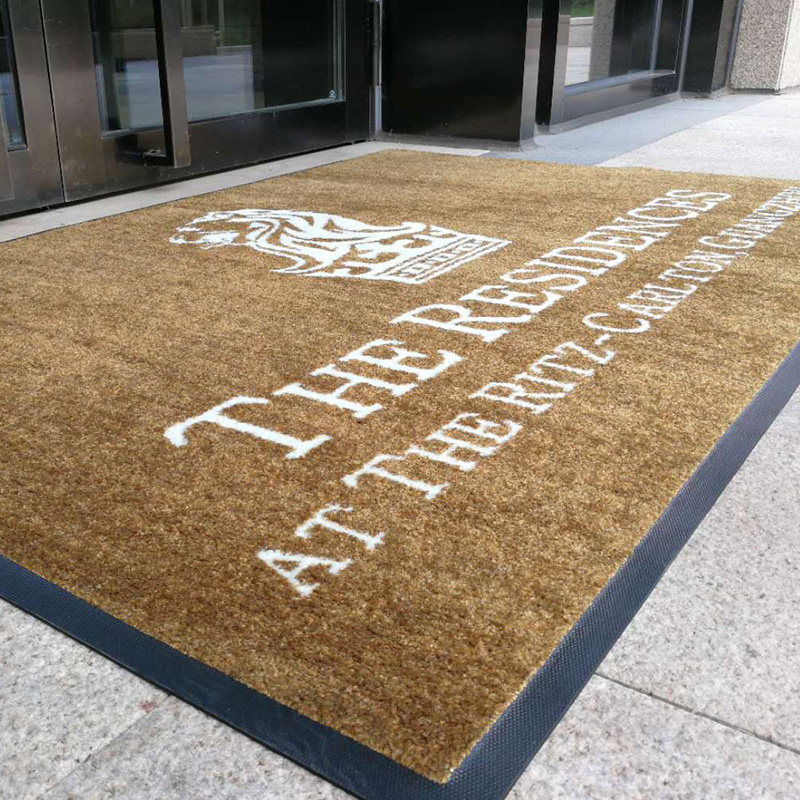 THE RESIDENCES
AT THE RITZ-CARLTON,